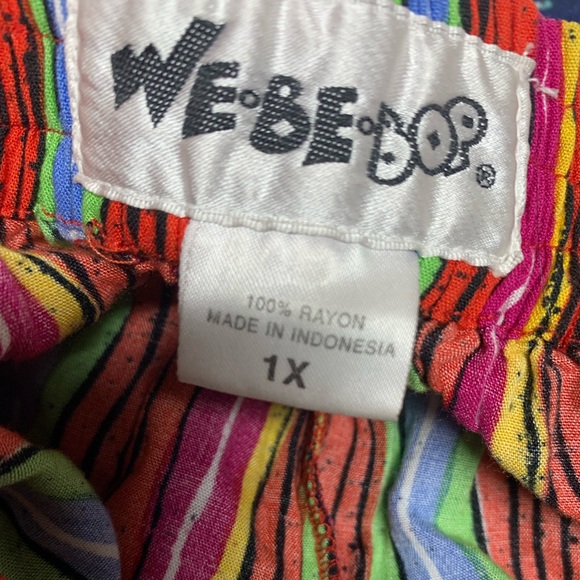 WE•BE•BOP®
100% RAYON
MADE IN INDONESIA
1X